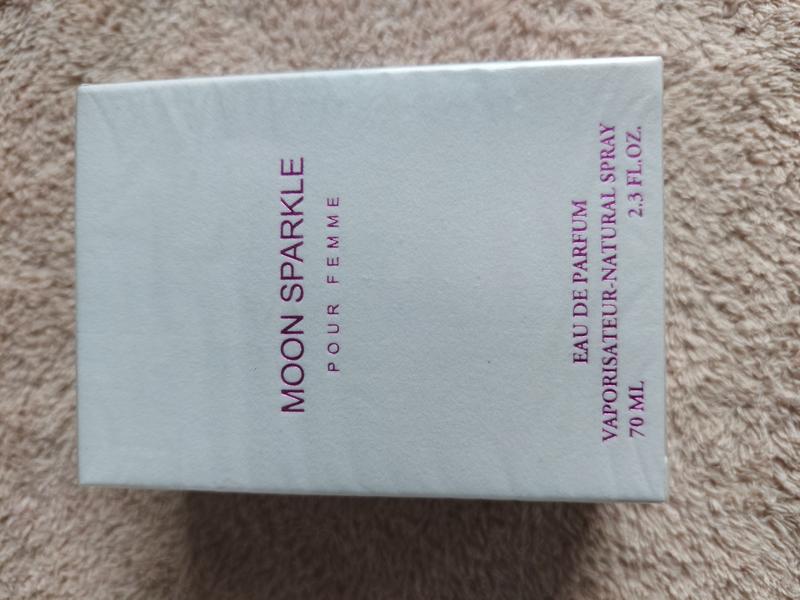 MOON SPARKLE
POUR FEMME
EAU DE PARFUM
VAPORISATEUR-NATURAL SPRAY
70 ML 2.3 FL.OZ.